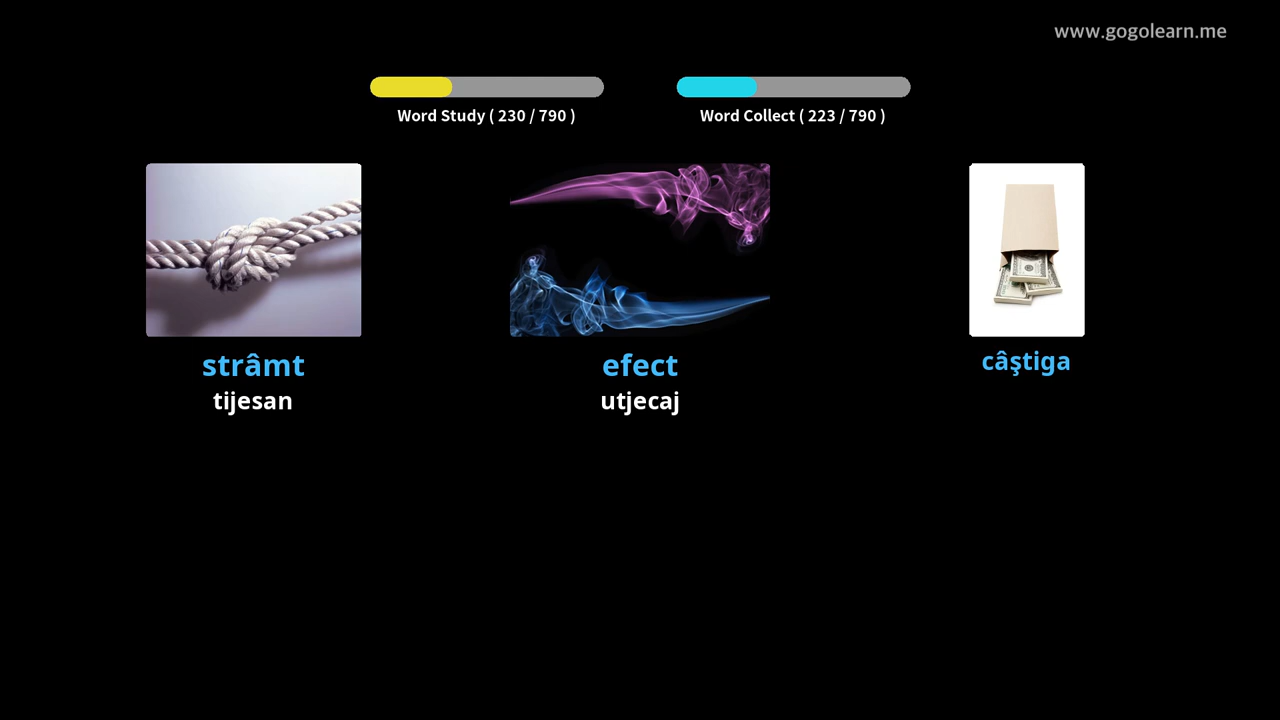 www.gogolearn.me
Word Study ( 230 / 790 )
Word Collect ( 223 / 790 )
strâmt
efect
câştiga
tijesan
utjecaj